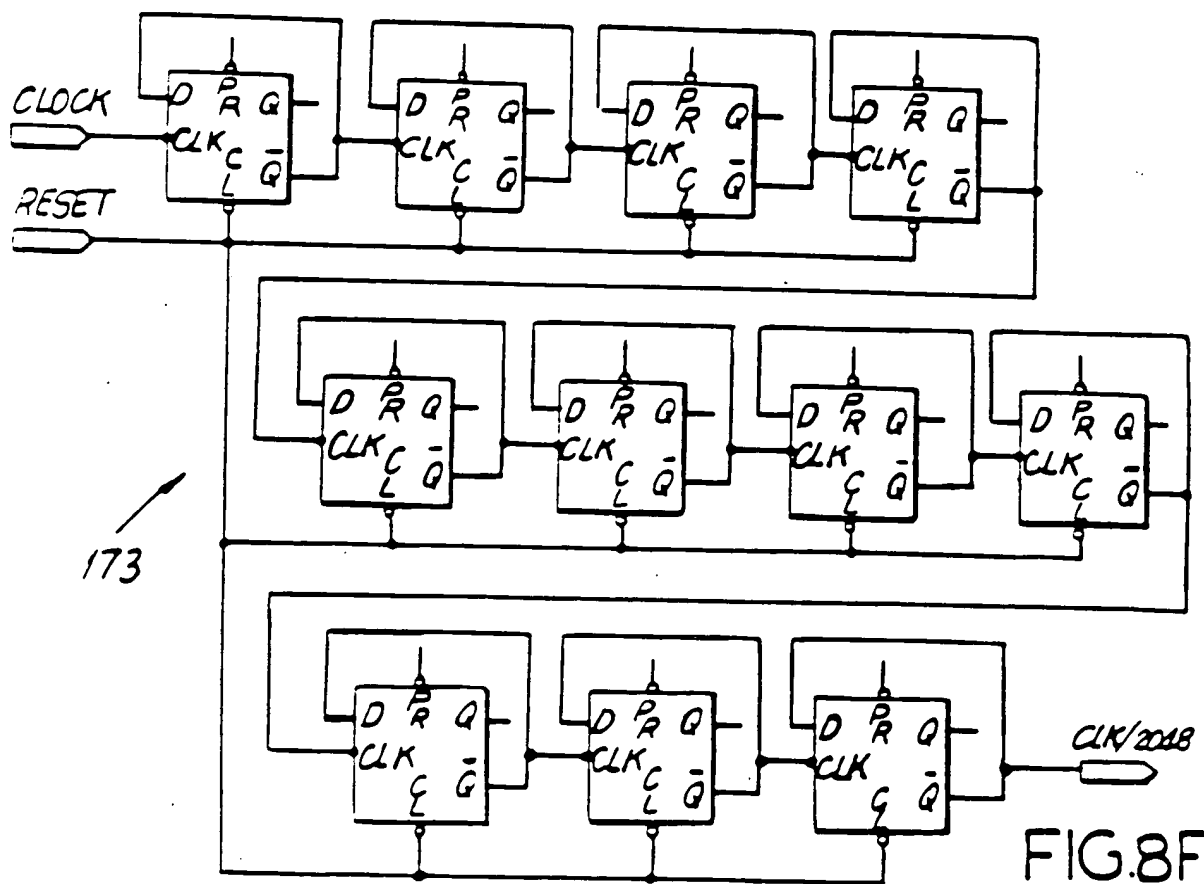 CLOCK
RESET
D PR Q
CLK CL Q̅
D PR Q
CLK CL Q̅
D PR Q
CLK CL Q̅
D PR Q
CLK CL Q̅
D PR Q
CLK CL Q̅
D PR Q
CLK CL Q̅
D PR Q
CLK CL Q̅
D PR Q
CLK CL Q̅
173
D PR Q
CLK CL Q̅
D PR Q
CLK CL Q̅
D PR Q
CLK CL Q̅
CLK/2048
FIG.8F